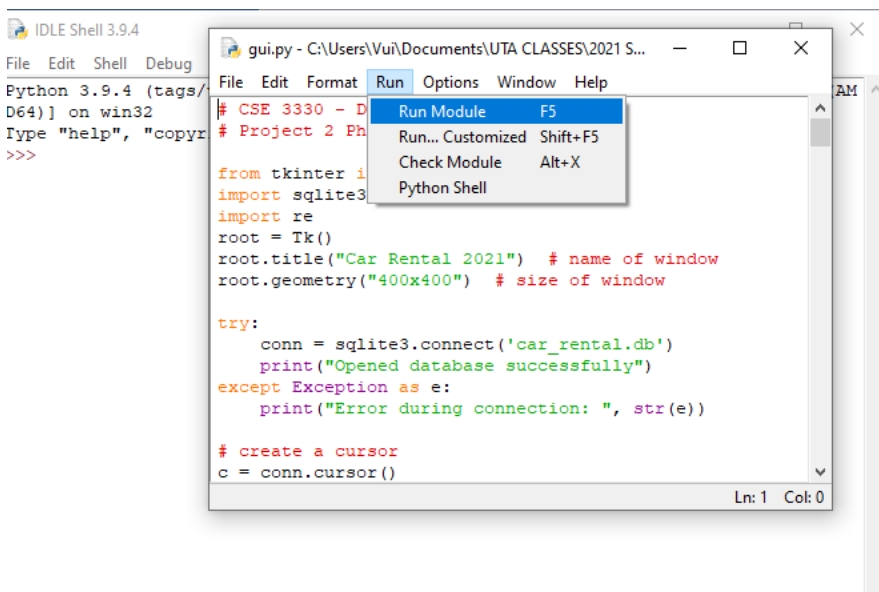 IDLE Shell 3.9.4
File Edit Shell Debug
Python 3.9.4 (tags/
AM
D64)] on win32
Type "help", "copyr
>>>
gui.py - C:\Users\Vui\Documents\UTA CLASSES\2021 S...
File Edit Format Run Options Window Help
Run Module F5
Run... Customized Shift+F5
Check Module Alt+X
Python Shell
# CSE 3330 - D
# Project 2 Ph
from tkinter i
import sqlite3
import re
root = Tk()
root.title("Car Rental 2021") # name of window
root.geometry("400x400") # size of window
try:
    conn = sqlite3.connect('car_rental.db')
    print("Opened database successfully")
except Exception as e:
    print("Error during connection: ", str(e))
# create a cursor
c = conn.cursor()
Ln: 1 Col: 0